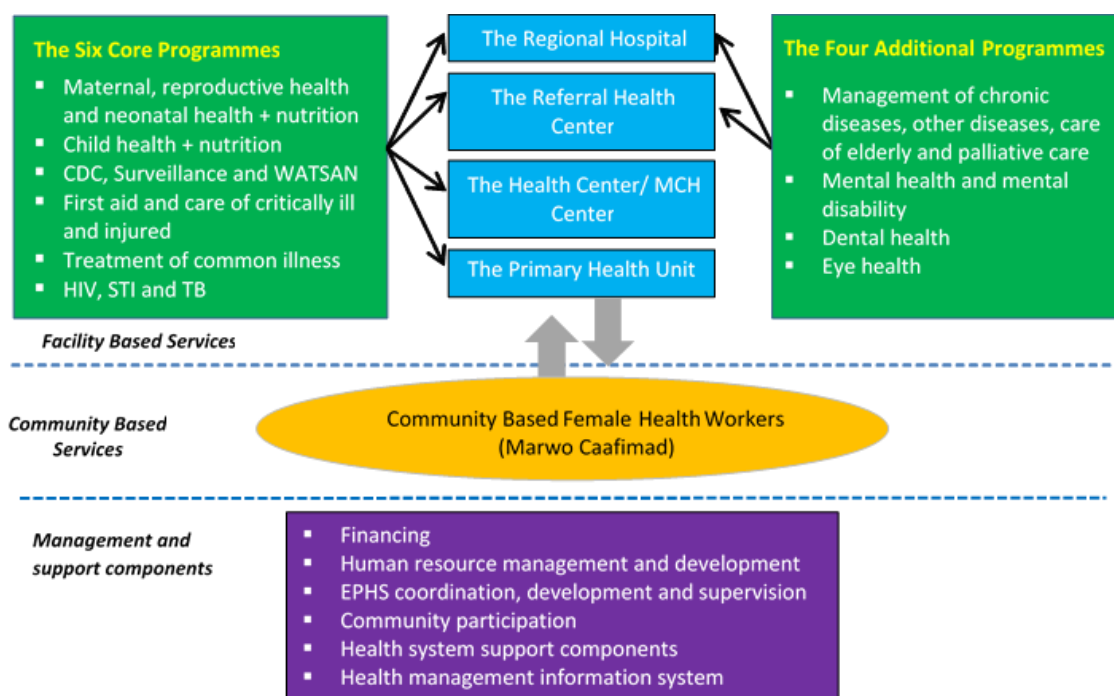 The Six Core Programmes
▪ Maternal, reproductive health
and neonatal health + nutrition
▪ Child health + nutrition
▪ CDC, Surveillance and WATSAN
▪ First aid and care of critically ill
and injured
▪ Treatment of common illness
▪ HIV, STI and TB
The Regional Hospital
The Referral Health
Center
The Health Center/ MCH
Center
The Primary Health Unit
The Four Additional Programmes
▪ Management of chronic
diseases, other diseases, care
of elderly and palliative care
▪ Mental health and mental
disability
▪ Dental health
▪ Eye health
Facility Based Services
Community Based
Services
Community Based Female Health Workers
(Marwo Caafimad)
Management and
support components
▪ Financing
▪ Human resource management and development
▪ EPHS coordination, development and supervision
▪ Community participation
▪ Health system support components
▪ Health management information system